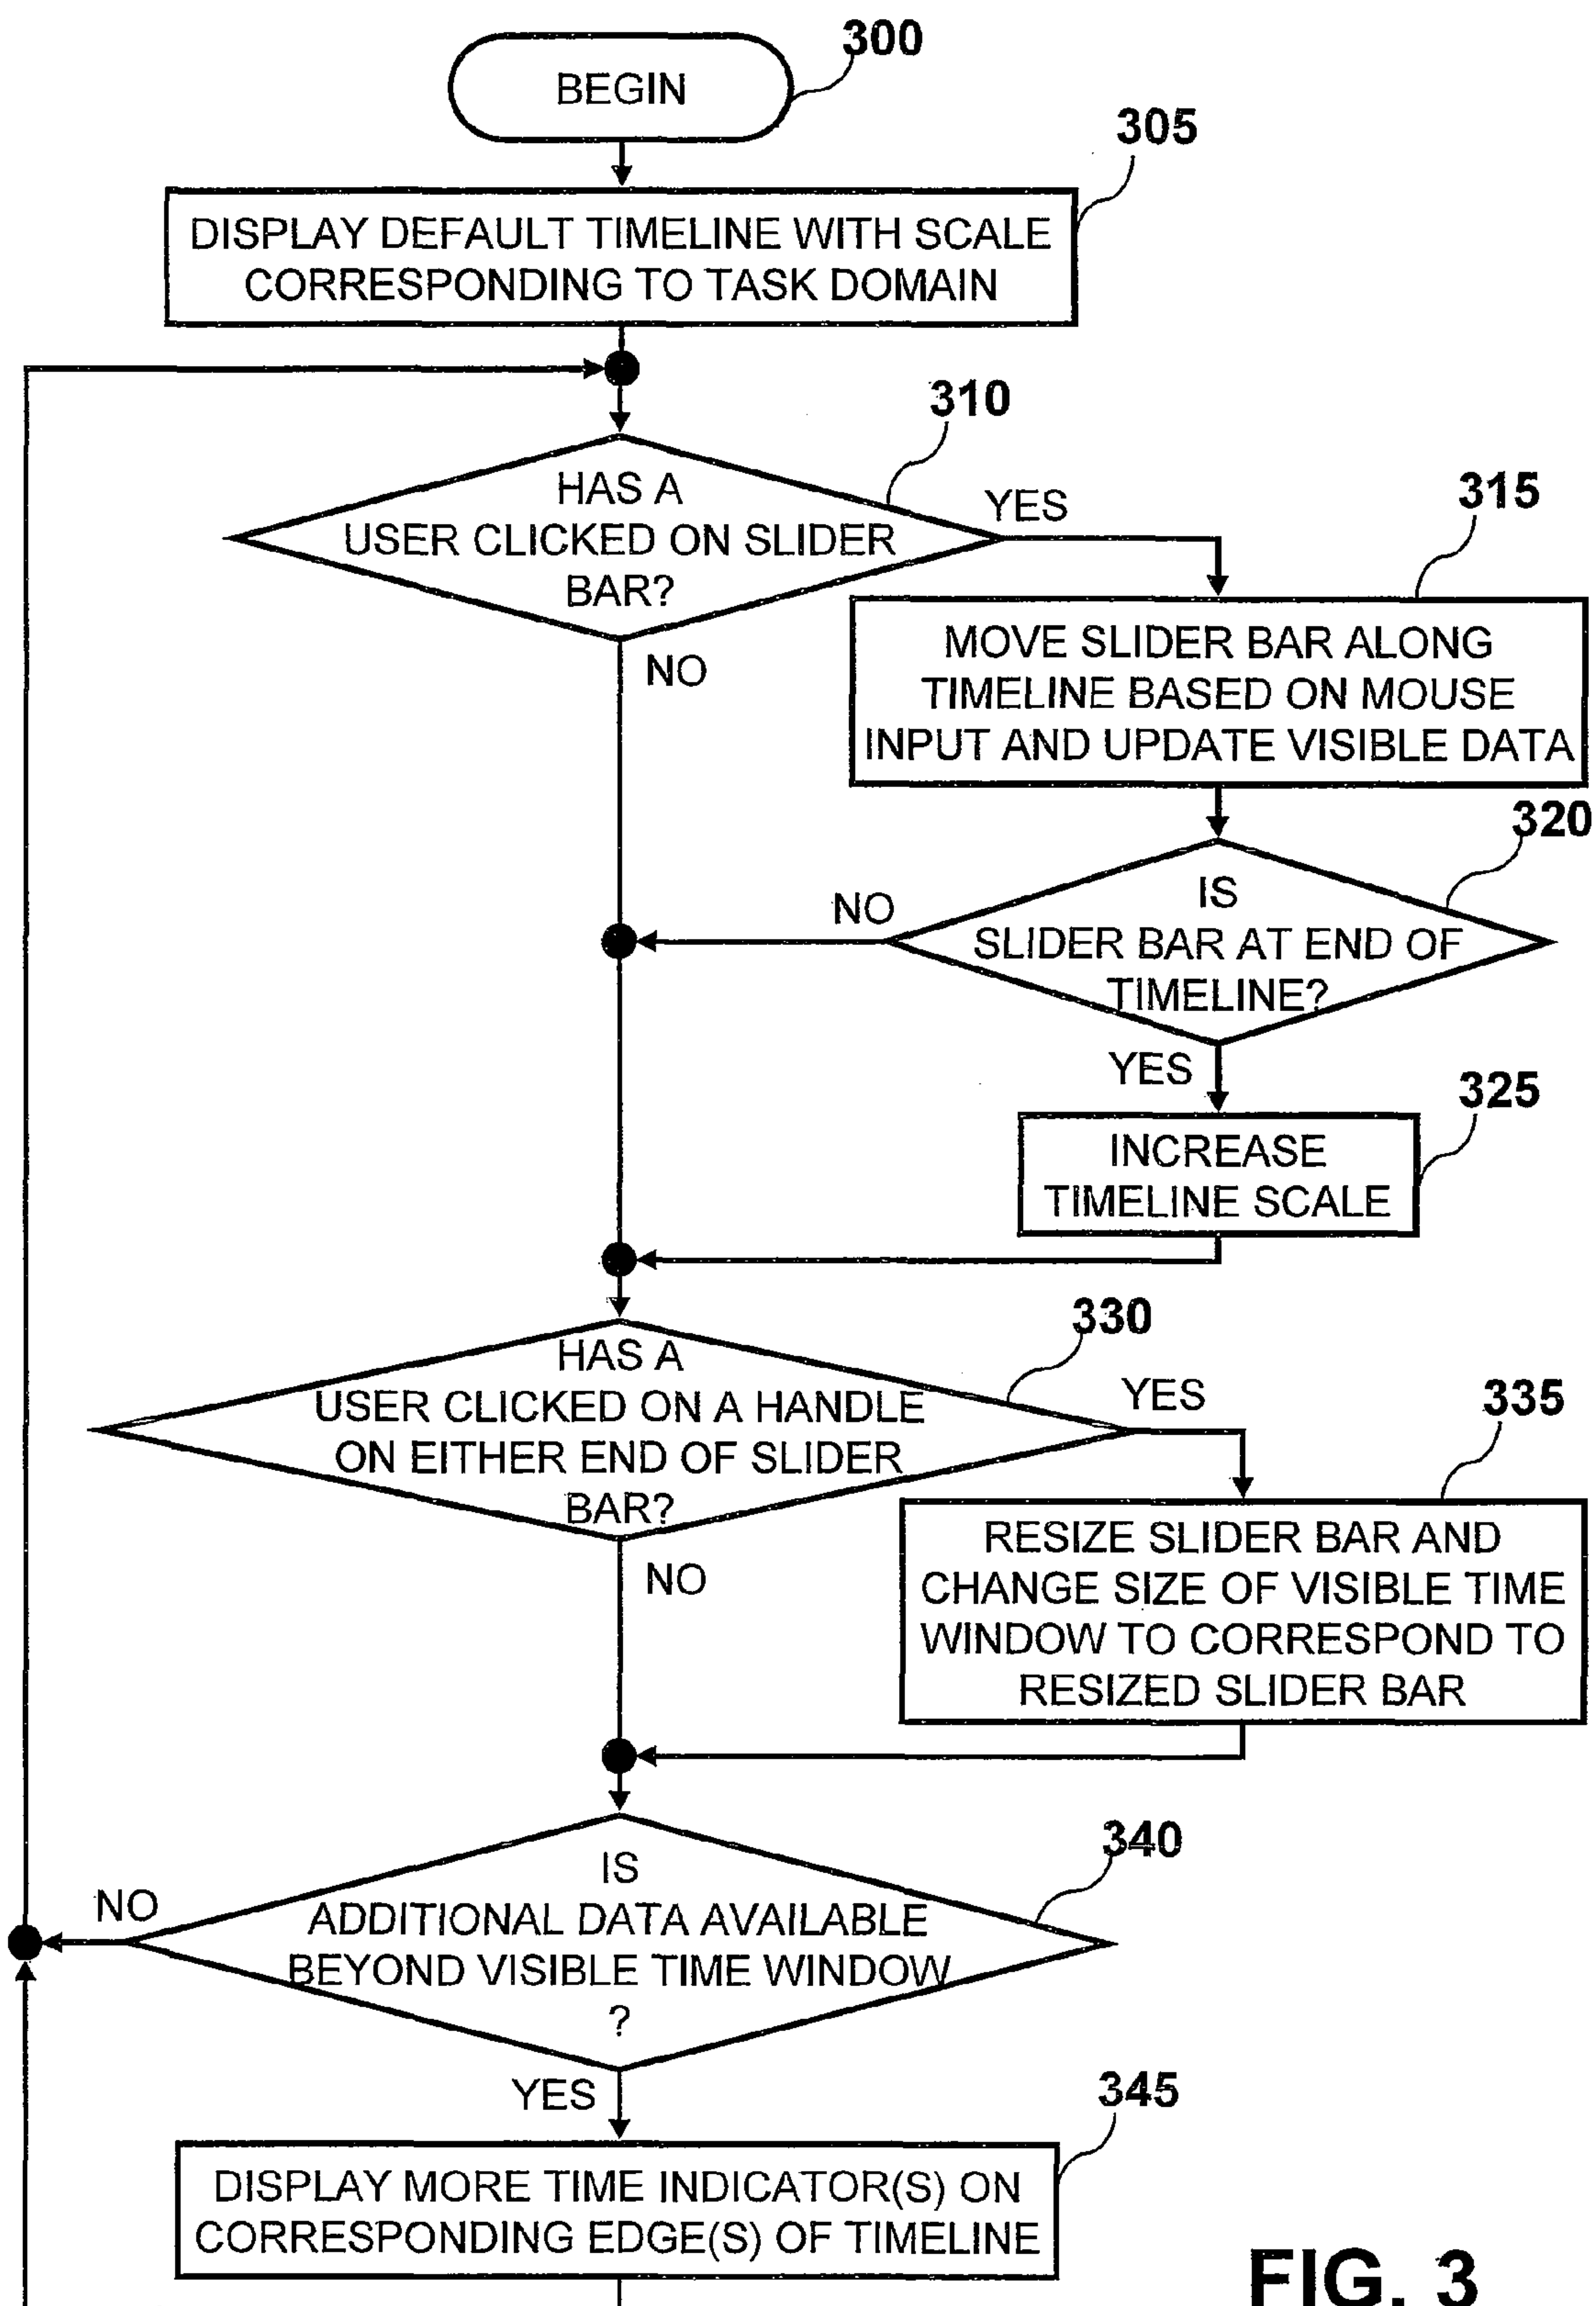 300
BEGIN
305
DISPLAY DEFAULT TIMELINE WITH SCALE
CORRESPONDING TO TASK DOMAIN
310
HAS A
USER CLICKED ON SLIDER
BAR?
YES
NO
315
MOVE SLIDER BAR ALONG
TIMELINE BASED ON MOUSE
INPUT AND UPDATE VISIBLE DATA
320
IS
SLIDER BAR AT END OF
TIMELINE?
NO
YES
325
INCREASE
TIMELINE SCALE
330
HAS A
USER CLICKED ON A HANDLE
ON EITHER END OF SLIDER
BAR?
YES
NO
335
RESIZE SLIDER BAR AND
CHANGE SIZE OF VISIBLE TIME
WINDOW TO CORRESPOND TO
RESIZED SLIDER BAR
340
IS
ADDITIONAL DATA AVAILABLE
BEYOND VISIBLE TIME WINDOW
?
NO
YES
345
DISPLAY MORE TIME INDICATOR(S) ON
CORRESPONDING EDGE(S) OF TIMELINE
FIG. 3